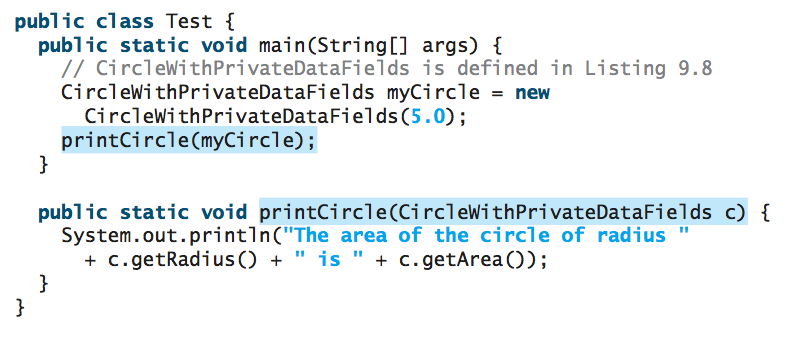 public class Test {
  public static void main(String[] args) {
    // CircleWithPrivateDataFields is defined in Listing 9.8
    CircleWithPrivateDataFields myCircle = new
      CircleWithPrivateDataFields(5.0);
    printCircle(myCircle);
  }
  public static void printCircle(CircleWithPrivateDataFields c) {
    System.out.println("The area of the circle of radius "
      + c.getRadius() + " is " + c.getArea());
  }
}